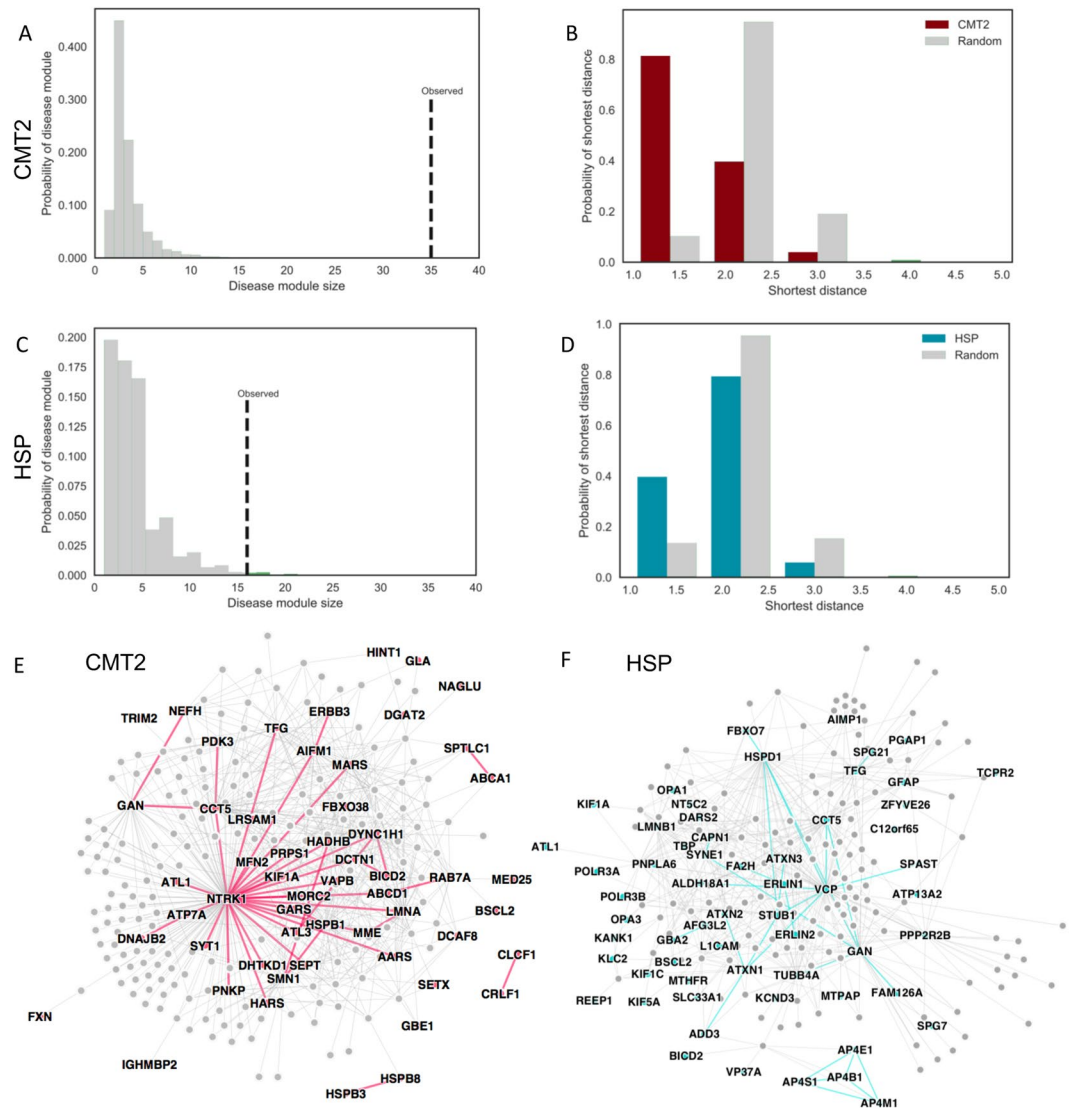 A
CMT2
Probability of disease module
0.400
0.300
0.200
0.100
0.000
Observed
0 5 10 15 20 25 30 35 40
Disease module size
B
Probability of shortest distance
0.8
0.6
0.4
0.2
0.0
CMT2
Random
1.0 1.5 2.0 2.5 3.0 3.5 4.0 4.5 5.0
Shortest distance
C
HSP
Probability of disease module
0.200
0.175
0.150
0.125
0.100
0.075
0.050
0.025
0.000
Observed
0 5 10 15 20 25 30 35 40
Disease module size
D
Probability of shortest distance
1.0
0.8
0.6
0.4
0.2
0.0
HSP
Random
1.0 1.5 2.0 2.5 3.0 3.5 4.0 4.5 5.0
Shortest distance
E
CMT2
HINT1
GLA
NAGLU
NEFH
TRIM2
ERBB3
DGAT2
TFG
PDK3
AIFM1
SPTLC1
MARS
ABCA1
GAN
CCT5
FBXO38
LRSAM1
DYNC1H1
HADHB
PRPS1
DCTN1
MFN2
KIF1A
BICD2
ATL1
VAPB
RAB7A
MED25
NTRK1
MORC2
ABCD1
GARS
LMNA
BSCL2
ATP7A
HSPB1
MME
DNAJB2
ATL3
DCAF8
SYT1
AARS
CLCF1
DHTKD1
SEPT
SMN1
SETX
PNKP
CRLF1
HARS
FXN
GBE1
IGHMBP2
HSPB8
HSPB3
F
HSP
AIMP1
FBXO7
PGAP1
HSPD1
SPG21
TFG
TCPR2
GFAP
OPA1
KIF1A
NT5C2
ZFYVE26
DARS2
CCT5
LMNB1
C12orf65
CAPN1
ATL1
TBP
SYNE1
ATXN3
PNPLA6
FA2H
SPAST
POLR3A
ALDH18A1
ERLIN1
VCP
POLR3B
ATP13A2
ATXN2
STUB1
OPA3
AFG3L2
ERLIN2
PPP2R2B
KANK1
GBA2
L1CAM
GAN
KLC2
BSCL2
ATXN1
TUBB4A
KIF1C
MTHFR
FAM126A
REEP1
KIF5A
SLC33A1
KCND3
MTPAP
SPG7
ADD3
BICD2
AP4E1
VP37A
AP4S1
AP4B1
AP4M1